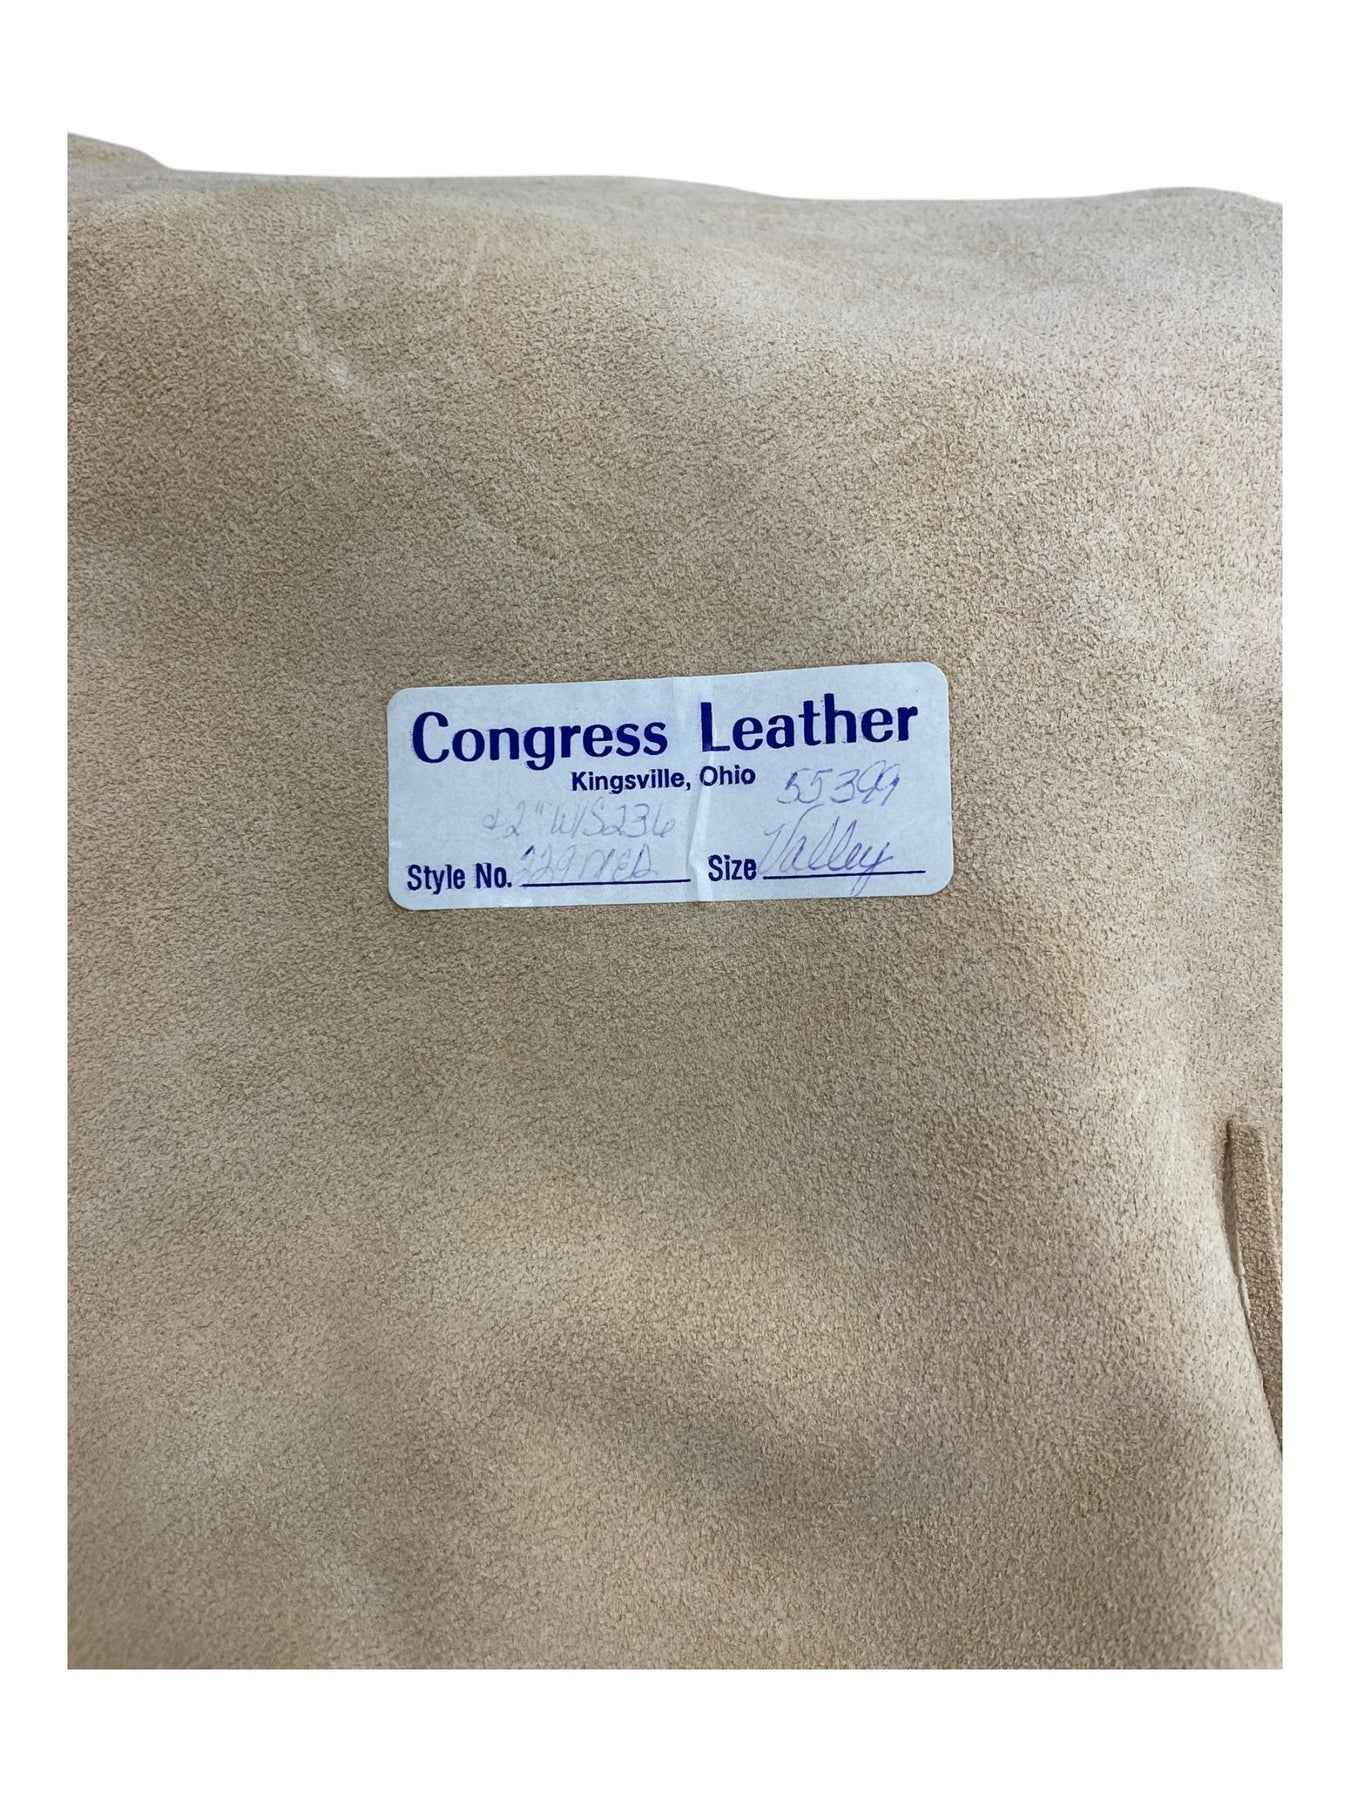 Congress Leather
Kingsville, Ohio 55399
Style No. Size Valley